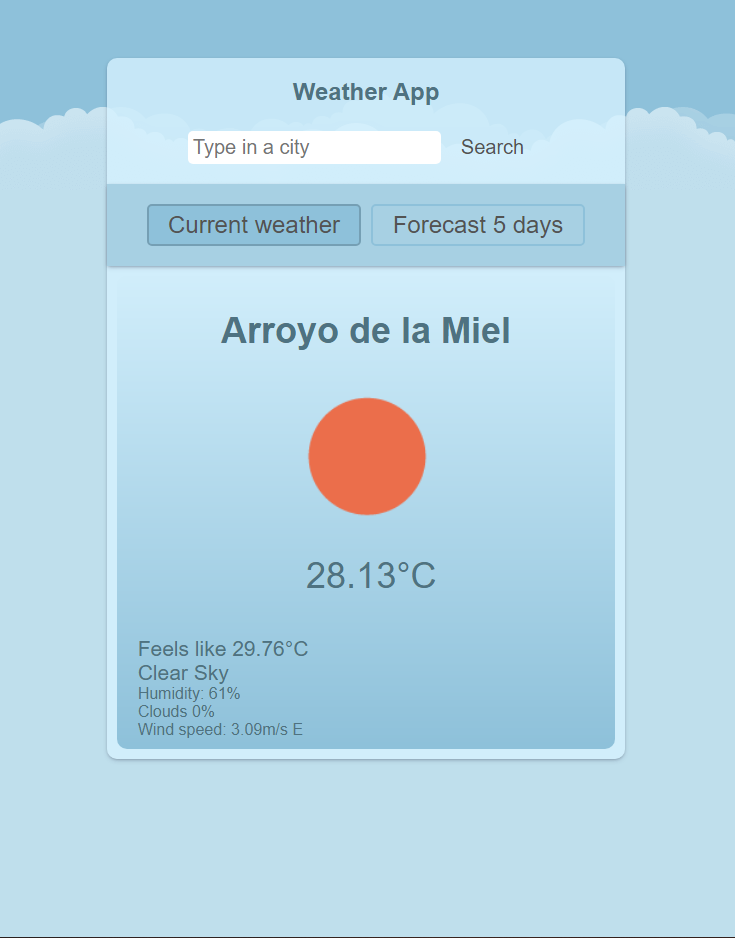 Weather App
Type in a city Search
Current weather Forecast 5 days
Arroyo de la Miel
28.13°C
Feels like 29.76°C
Clear Sky
Humidity: 61%
Clouds 0%
Wind speed: 3.09m/s E